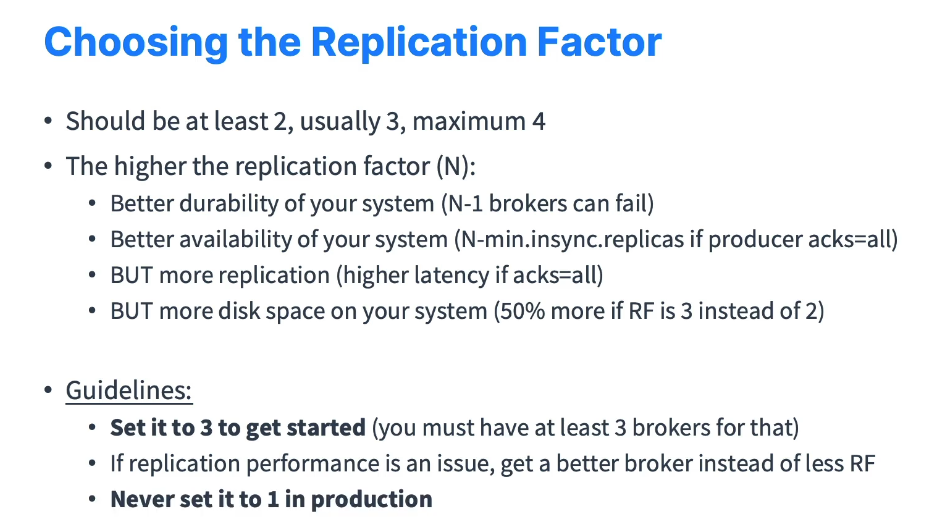 Choosing the Replication Factor
• Should be at least 2, usually 3, maximum 4
• The higher the replication factor (N):
• Better durability of your system (N-1 brokers can fail)
• Better availability of your system (N-min.insync.replicas if producer acks=all)
• BUT more replication (higher latency if acks=all)
• BUT more disk space on your system (50% more if RF is 3 instead of 2)
• Guidelines:
• Set it to 3 to get started (you must have at least 3 brokers for that)
• If replication performance is an issue, get a better broker instead of less RF
• Never set it to 1 in production